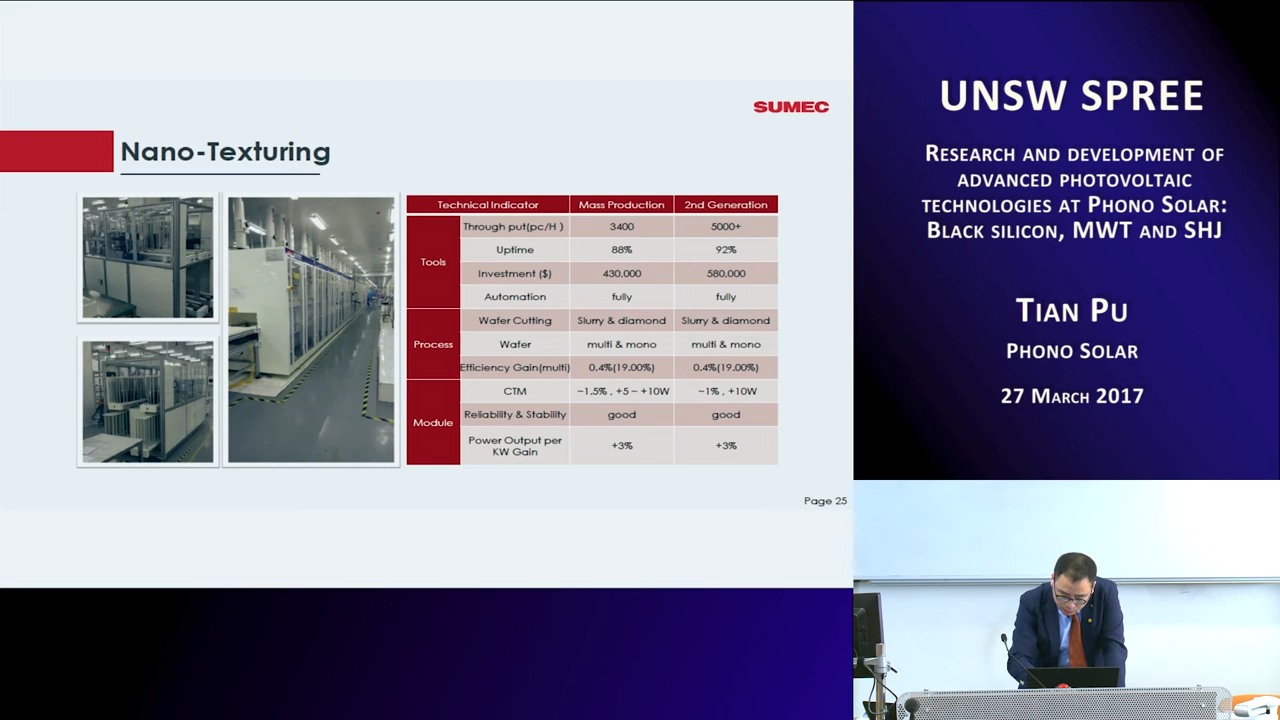 SUMEC
Nano-Texturing
Technical Indicator Mass Production 2nd Generation
Tools
Through put(pc/H ) 3400 5000+
Uptime 88% 92%
Investment ($) 430,000 580,000
Automation fully fully
Process
Wafer Cutting Slurry & diamond Slurry & diamond
Wafer multi & mono multi & mono
Efficiency Gain(multi) 0.4%(19.00%) 0.4%(19.00%)
Module
CTM ~1.5% , +5 ~ +10W ~1% , +10W
Reliability & Stability good good
Power Output per
KW Gain +3% +3%
Page 25
UNSW SPREE
Research and development of
advanced photovoltaic
technologies at Phono Solar:
Black silicon, MWT and SHJ
Tian Pu
Phono Solar
27 March 2017